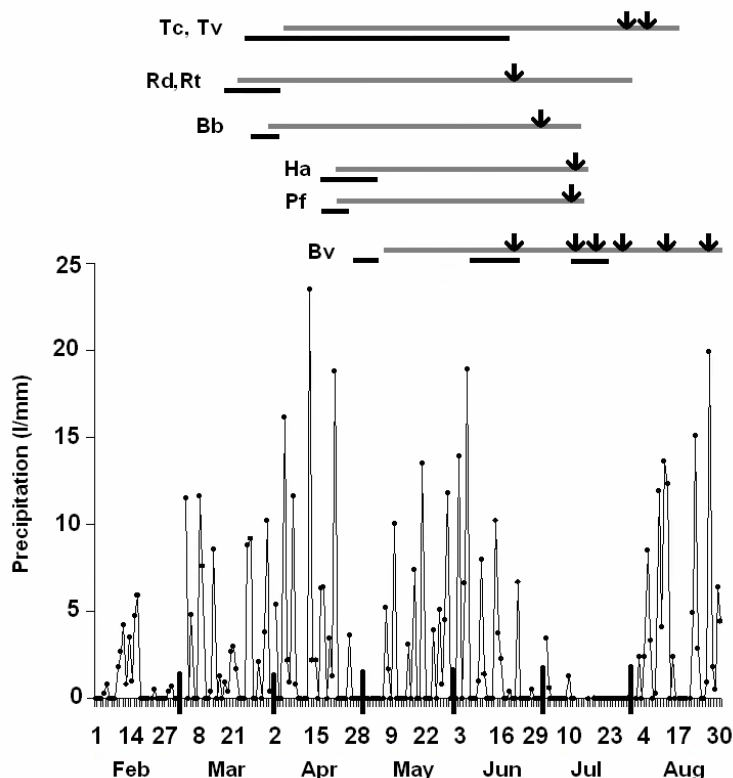 Tc, Tv
Rd,Rt
Bb
Ha
Pf
Bv
25
20
15
10
5
0
Precipitation (l/mm)
1 14 27 8 21 2 15 28 9 22 3 16 29 10 23 4 17 30
Feb Mar Apr May Jun Jul Aug